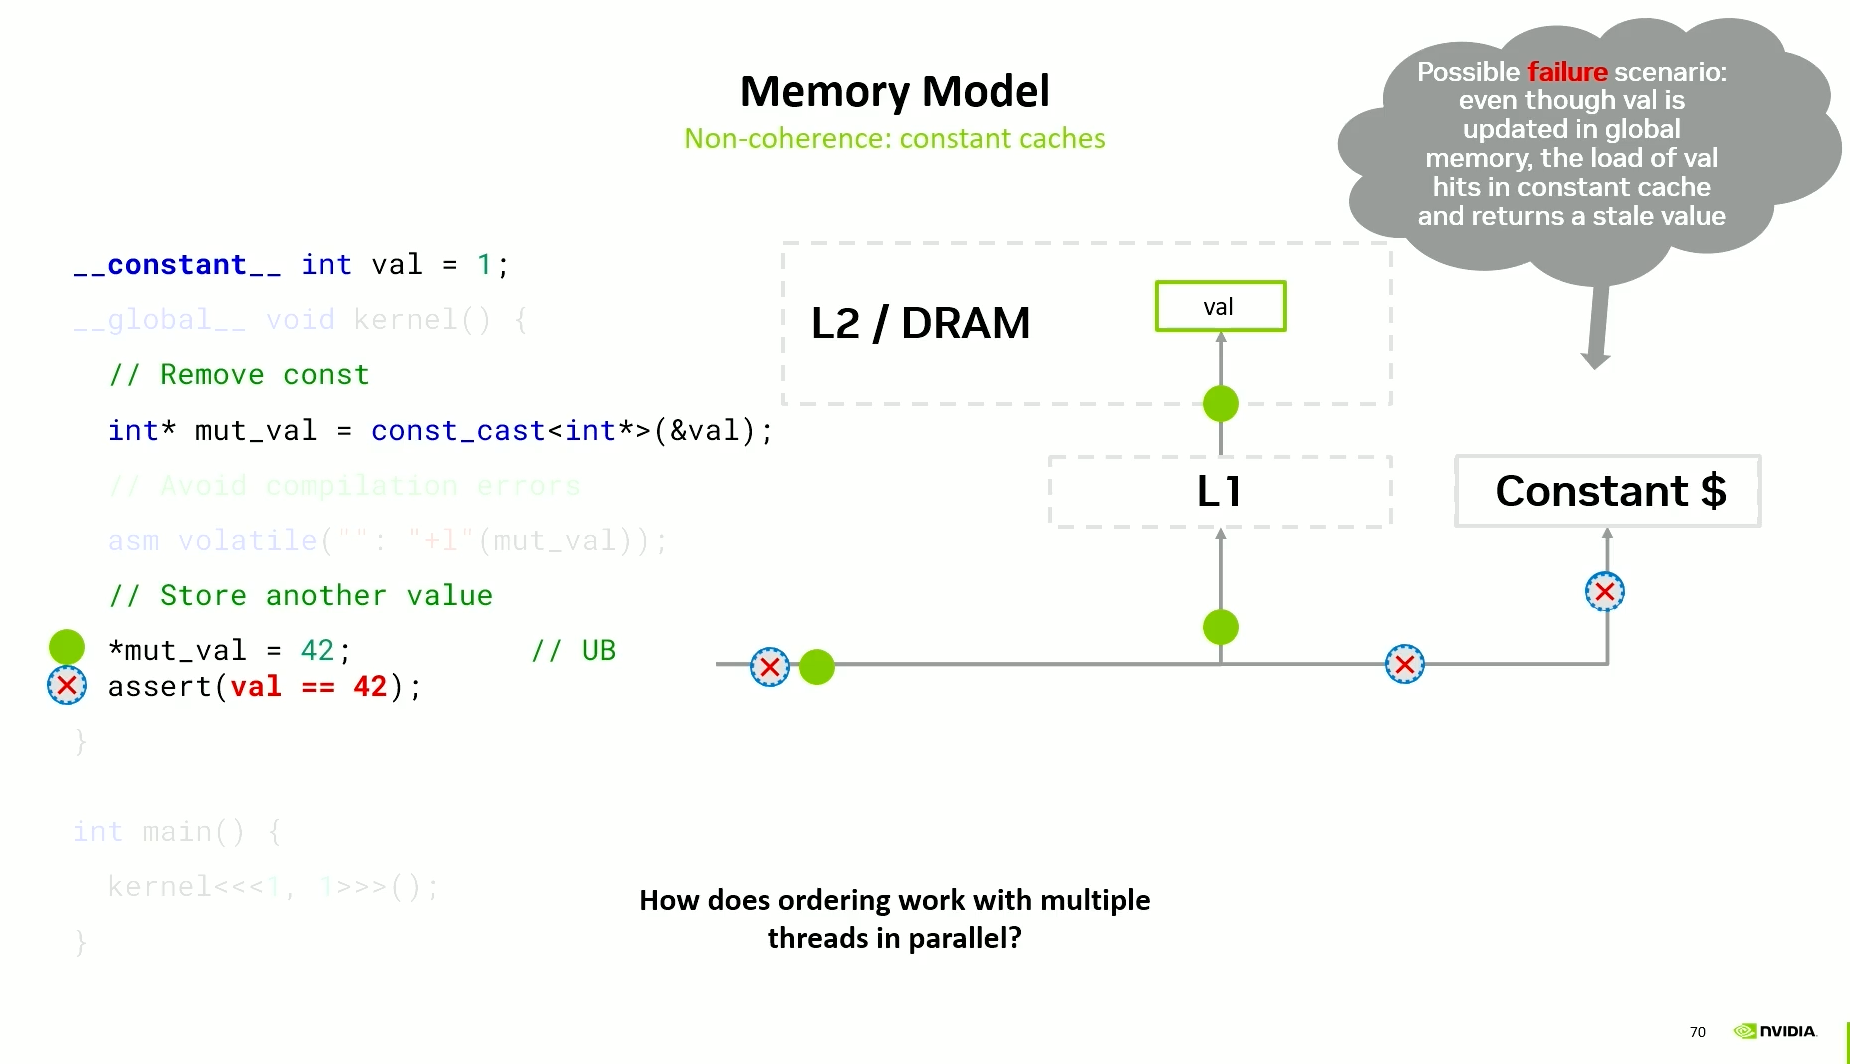 Memory Model
Non-coherence: constant caches
Possible failure scenario:
even though val is
updated in global
memory, the load of val
hits in constant cache
and returns a stale value
__constant__ int val = 1;
__global__ void kernel() {
// Remove const
int* mut_val = const_cast<int*>(&val);
// Avoid compilation errors
asm volatile("": "+l"(mut_val));
// Store another value
*mut_val = 42; // UB
assert(val == 42);
}
int main() {
kernel<<<1, 1>>>();
}
L2 / DRAM
val
L1
Constant $
How does ordering work with multiple
threads in parallel?
70
NVIDIA